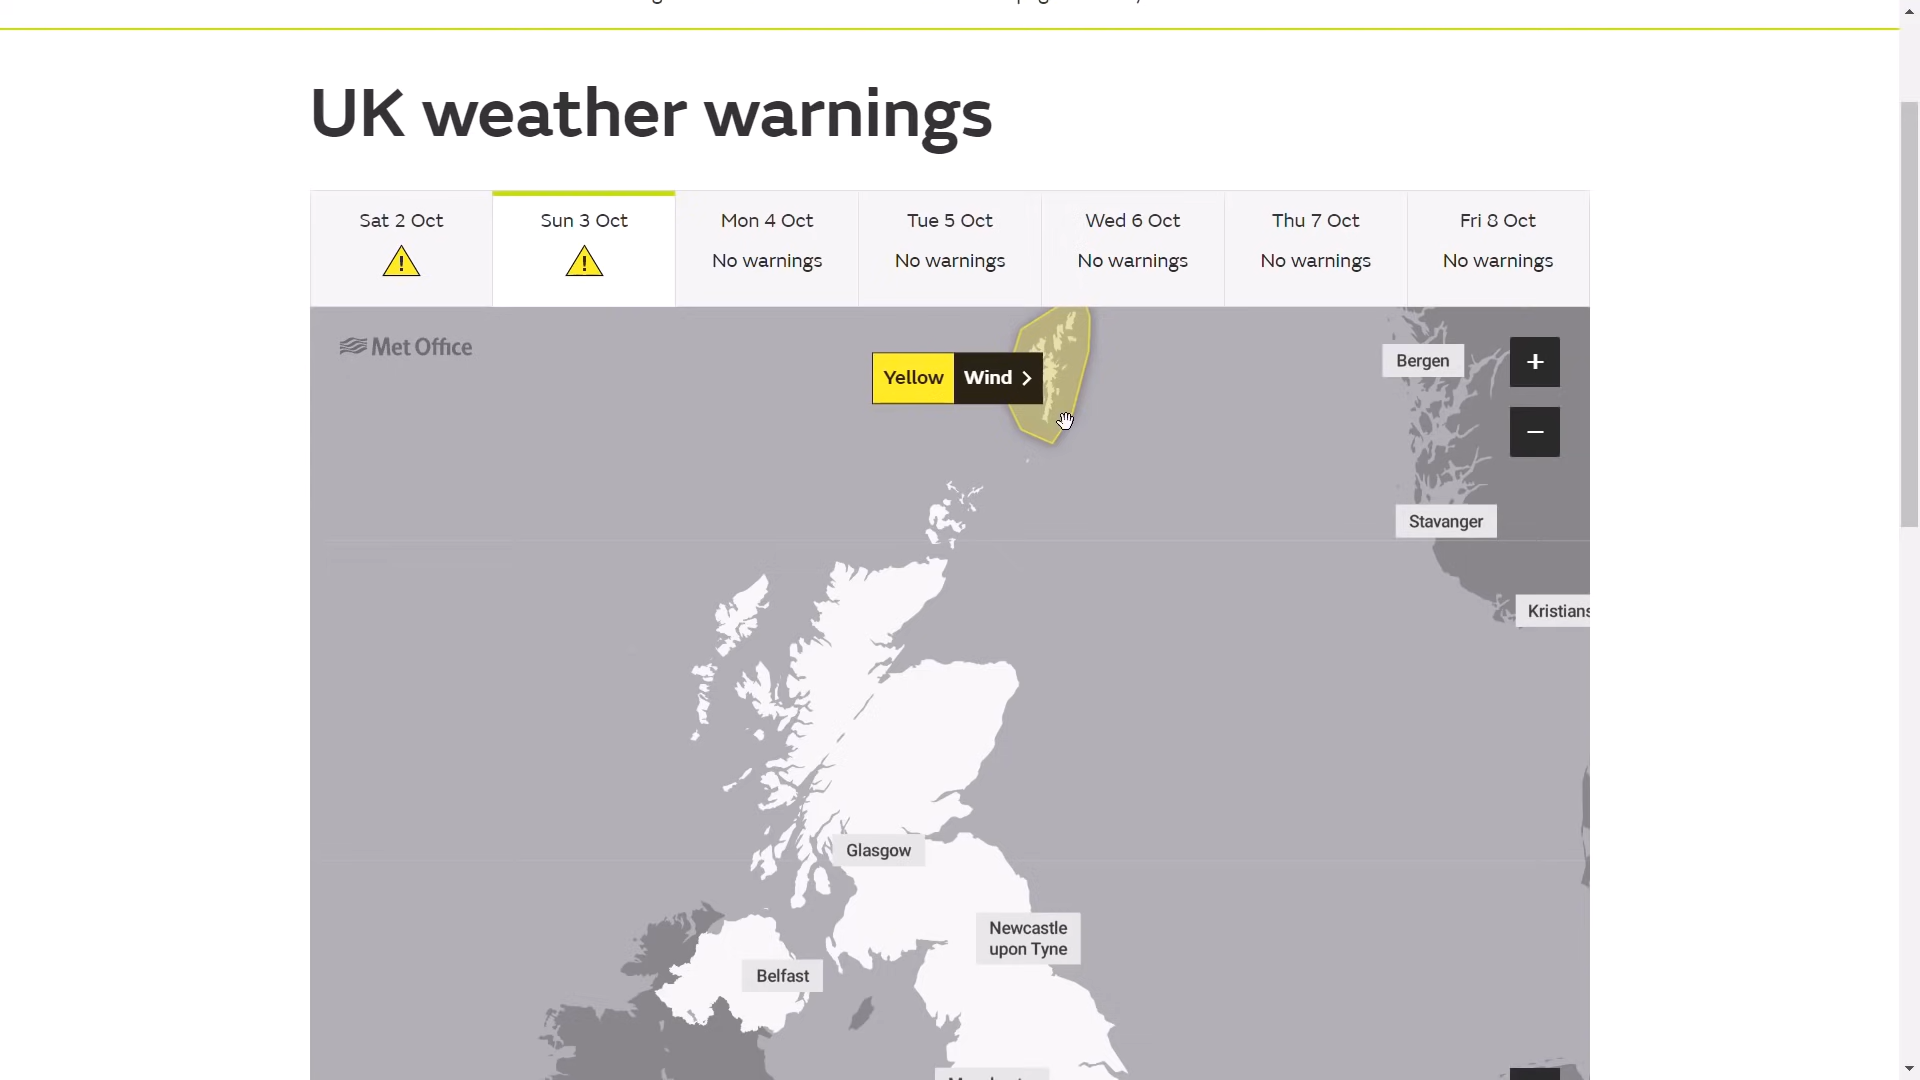 UK weather warnings
Sat 2 Oct
Sun 3 Oct
Mon 4 Oct
No warnings
Tue 5 Oct
No warnings
Wed 6 Oct
No warnings
Thu 7 Oct
No warnings
Fri 8 Oct
No warnings
Met Office
Yellow Wind
Bergen
+
−
Stavanger
Kristians
Glasgow
Newcastle
upon Tyne
Belfast